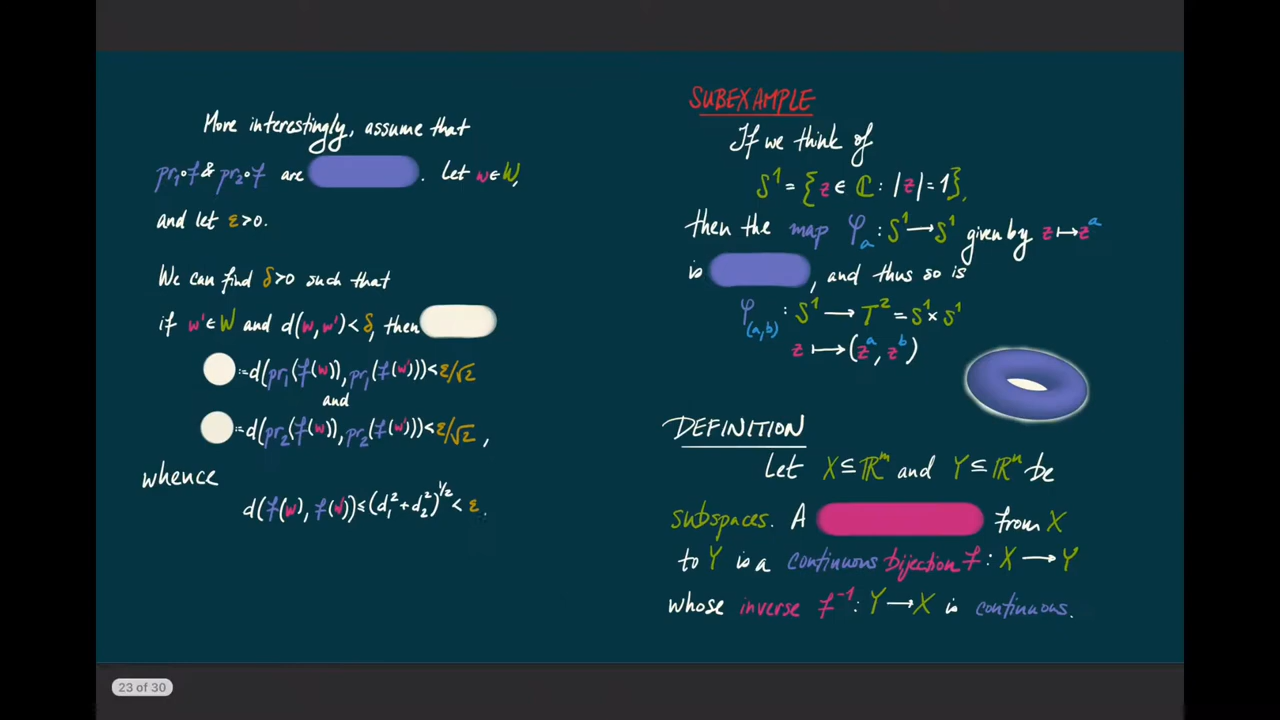 More interestingly, assume that
pr₁∘f & pr₂∘f are . Let w∈W,
and let ε>0.
We can find δ>0 such that
if w'∈W and d(w,w')<δ, then
:=d(pr₁(f(w)),pr₁(f(w')))<ε/√2
and
:=d(pr₂(f(w)),pr₂(f(w')))<ε/√2,
whence
d(f(w), f(w'))≤(d₁²+d₂²)^1/2<ε.
SUBEXAMPLE
If we think of
S¹={z∈ℂ:|z|=1},
then the map φₐ:S¹→S¹ given by z↦zᵃ
is , and thus so is
φ_(a,b):S¹→T²=S¹×S¹
z↦(zᵃ,zᵇ)
DEFINITION
Let X⊆ℝᵐ and Y⊆ℝⁿ be
subspaces. A from X
to Y is a continuous bijection f:X→Y
whose inverse f⁻¹:Y→X is continuous.
23 of 30